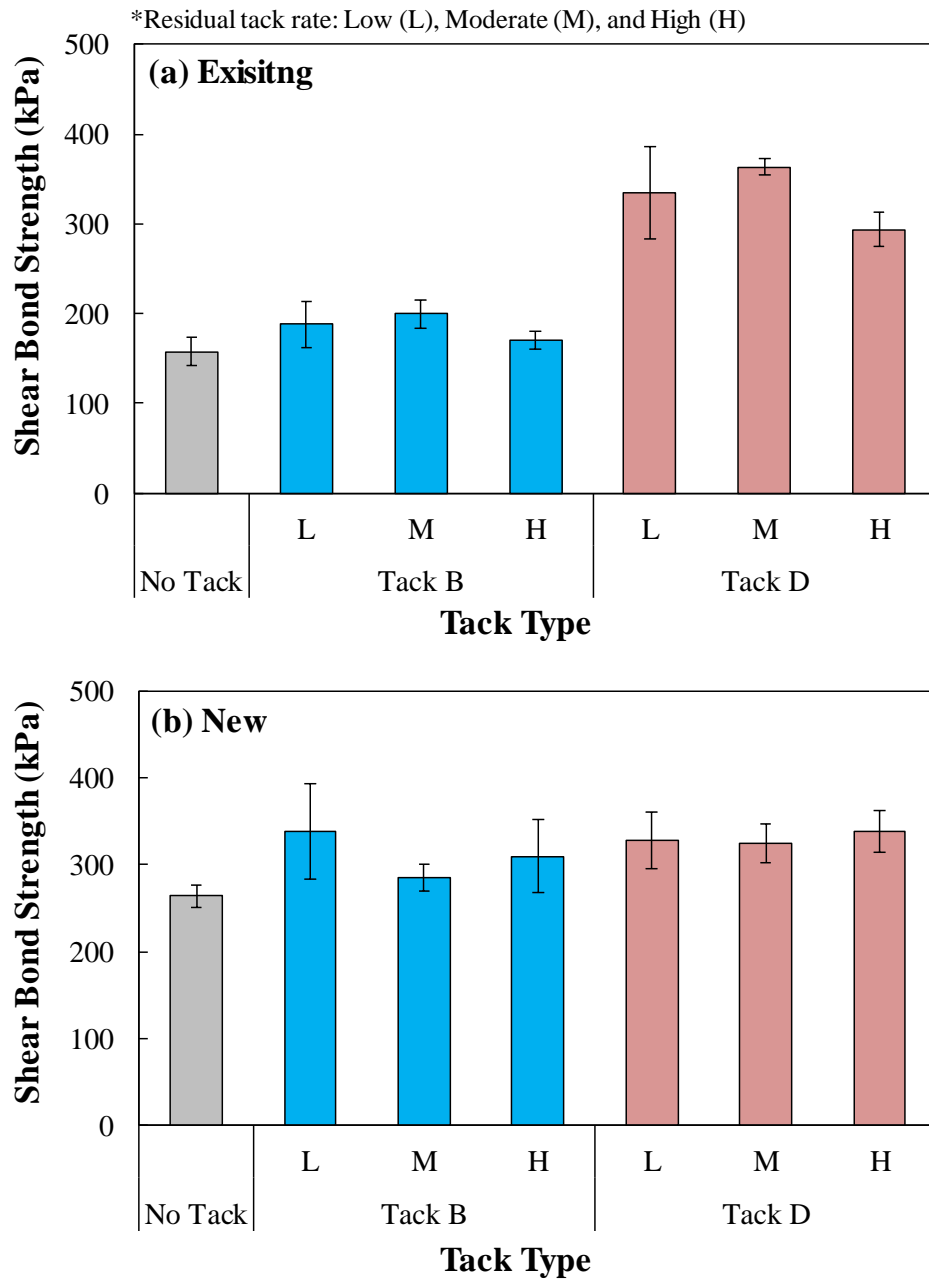 *Residual tack rate: Low (L), Moderate (M), and High (H)
(a) Exisitng
Shear Bond Strength (kPa)
500
400
300
200
100
0
L M H L M H
No Tack Tack B Tack D
Tack Type
(b) New
Shear Bond Strength (kPa)
500
400
300
200
100
0
L M H L M H
No Tack Tack B Tack D
Tack Type